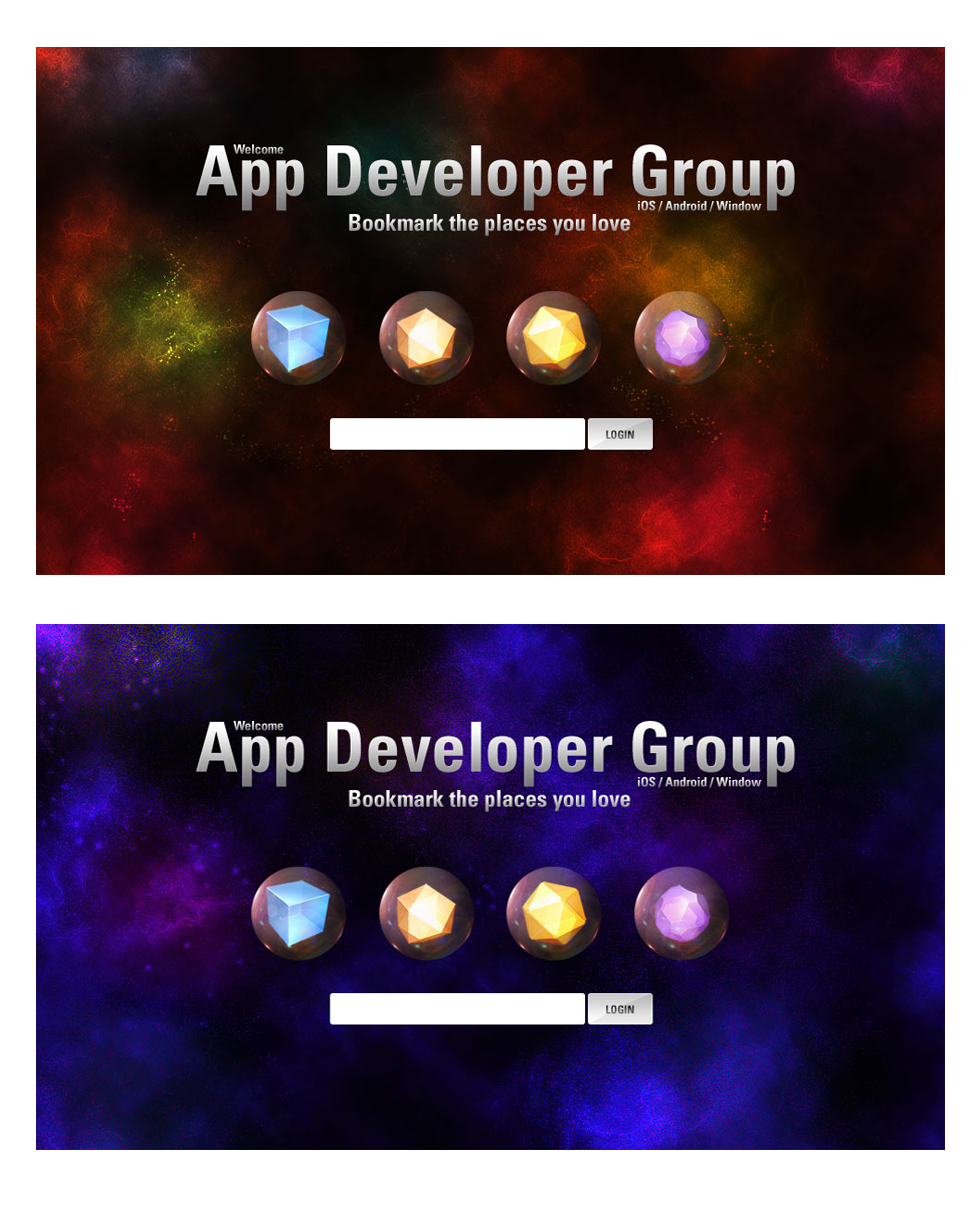 Welcome
App Developer Group
iOS / Android / Window
Bookmark the places you love
LOGIN
Welcome
App Developer Group
iOS / Android / Window
Bookmark the places you love
LOGIN